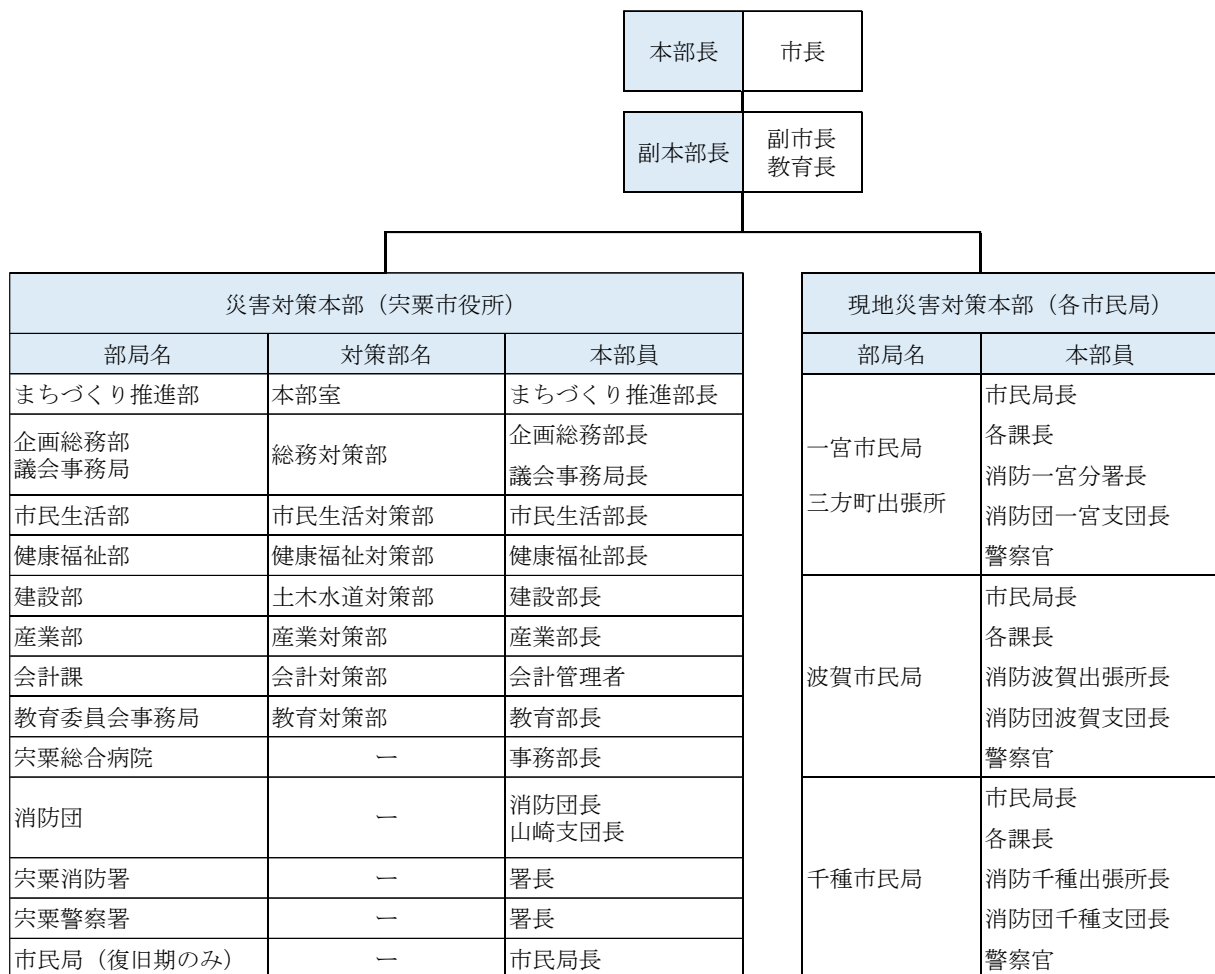 本部長 市長
副本部長 副市長
教育長
災害対策本部（宍粟市役所）
部局名 対策部名 本部員
まちづくり推進部 本部室 まちづくり推進部長
企画総務部
議会事務局
総務対策部
企画総務部長
議会事務局長
市民生活部 市民生活対策部 市民生活部長
健康福祉部 健康福祉対策部 健康福祉部長
建設部 土木水道対策部 建設部長
産業部 産業対策部 産業部長
会計課 会計対策部 会計管理者
教育委員会事務局 教育対策部 教育部長
宍粟総合病院 ー 事務部長
消防団 ー 消防団長
山崎支団長
宍粟消防署 ー 署長
宍粟警察署 ー 署長
市民局（復旧期のみ） ー 市民局長
現地災害対策本部（各市民局）
部局名 本部員
一宮市民局
三方町出張所
市民局長
各課長
消防一宮分署長
消防団一宮支団長
警察官
波賀市民局
市民局長
各課長
消防波賀出張所長
消防団波賀支団長
警察官
千種市民局
市民局長
各課長
消防千種出張所長
消防団千種支団長
警察官